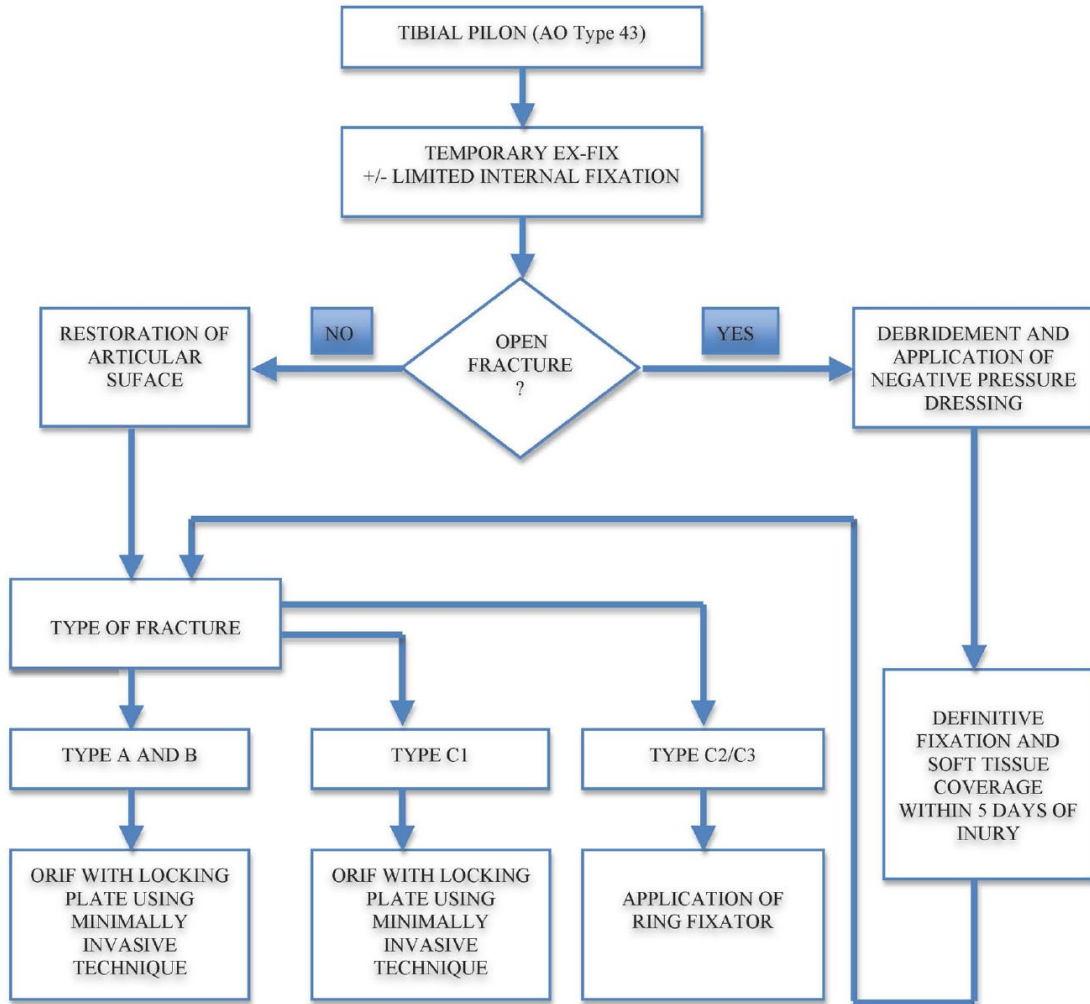 TIBIAL PILON (AO Type 43)
TEMPORARY EX-FIX
+/- LIMITED INTERNAL FIXATION
OPEN
FRACTURE
?
NO
YES
RESTORATION OF
ARTICULAR
SUFACE
DEBRIDEMENT AND
APPLICATION OF
NEGATIVE PRESSURE
DRESSING
TYPE OF FRACTURE
TYPE A AND B
TYPE C1
TYPE C2/C3
DEFINITIVE
FIXATION AND
SOFT TISSUE
COVERAGE
WITHIN 5 DAYS OF
INURY
ORIF WITH LOCKING
PLATE USING
MINIMALLY
INVASIVE
TECHNIQUE
ORIF WITH LOCKING
PLATE USING
MINIMALLY
INVASIVE
TECHNIQUE
APPLICATION OF
RING FIXATOR